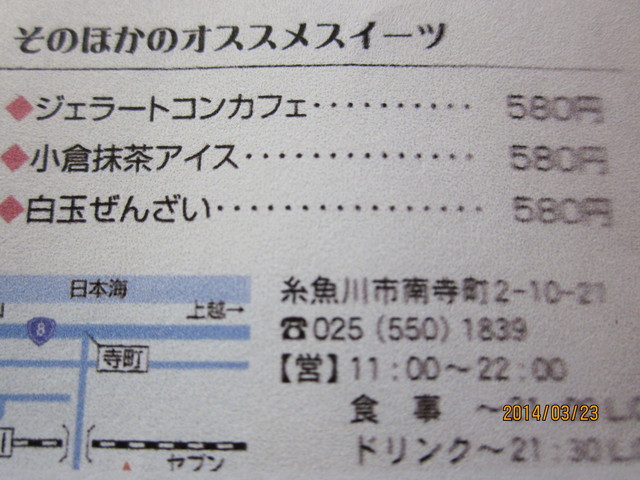 そのほかのオススメスイーツ
◆ジェラートコンカフェ・・・・・・・・・・ 580円
◆小倉抹茶アイス・・・・・・・・・・・・・・ 580円
◆白玉ぜんざい・・・・・・・・・・・・・・・・ 580円
日本海
上越→
8
寺町
セブン
糸魚川市南寺町2-10-21
☎025 (550) 1839
【営】11:00～22:00
食 事 ～21:
ドリンク～21:30
2014/03/23